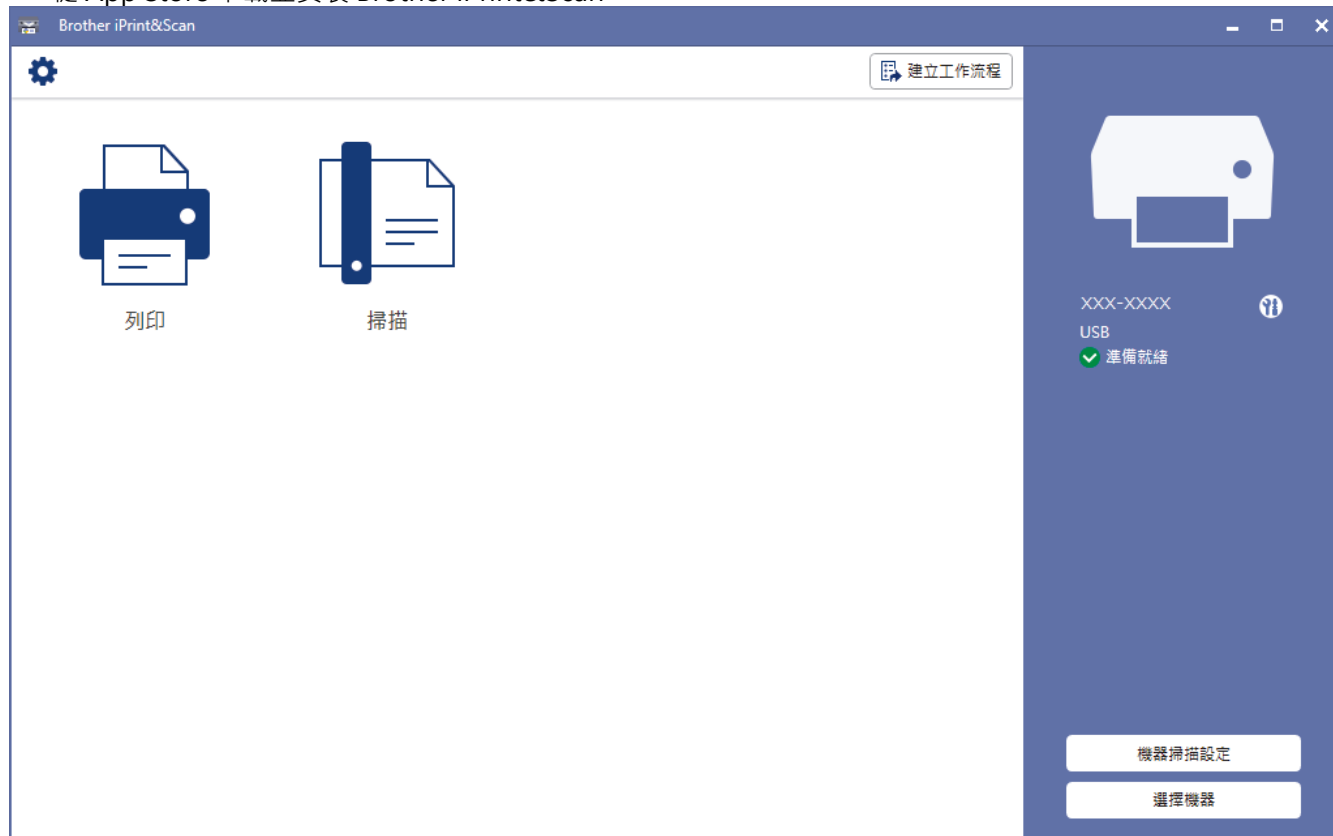 Brother iPrint&Scan
建立工作流程
列印
掃描
XXX-XXXX
USB
準備就緒
機器掃描設定
選擇機器